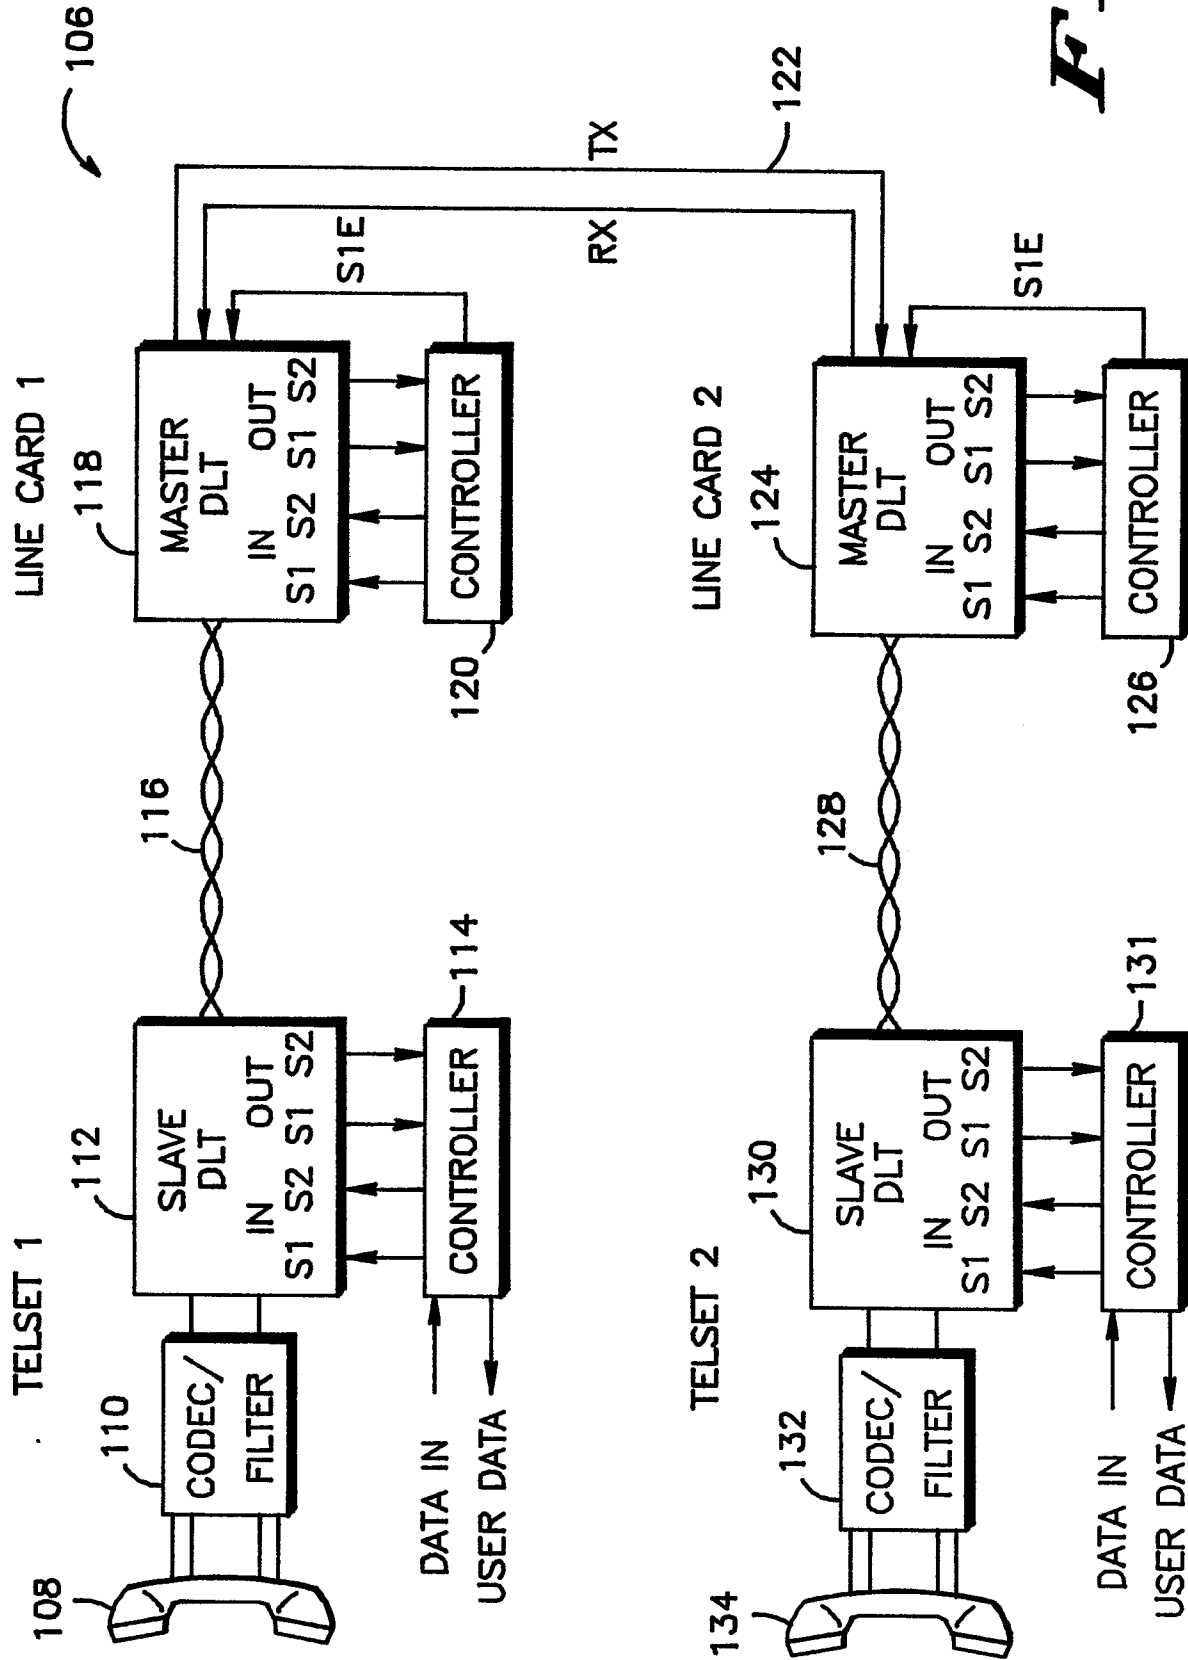 106
TELSET 1
LINE CARD 1
108
110
CODEC/
FILTER
112
SLAVE
DLT
IN OUT
S1 S2 S1 S2
114
CONTROLLER
DATA IN
USER DATA
116
118
MASTER
DLT
IN OUT
S1 S2 S1 S2
120
CONTROLLER
S1E
RX
TX
122
TELSET 2
LINE CARD 2
134
132
CODEC/
FILTER
130
SLAVE
DLT
IN OUT
S1 S2 S1 S2
131
CONTROLLER
DATA IN
USER DATA
128
124
MASTER
DLT
IN OUT
S1 S2 S1 S2
126
CONTROLLER
S1E